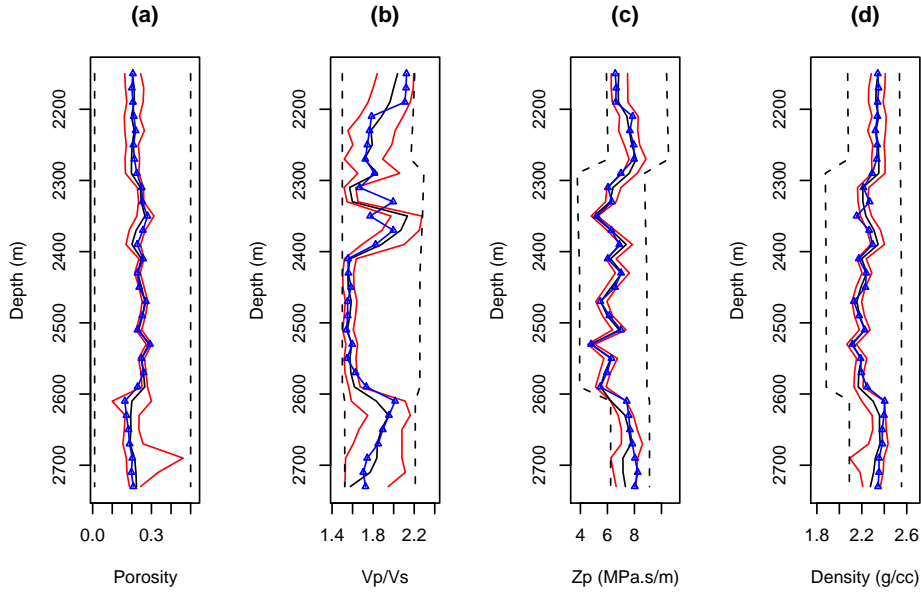 (a)
(b)
(c)
(d)
Depth (m)
2200
2300
2400
2500
2600
2700
0.0
0.3
Porosity
Depth (m)
2200
2300
2400
2500
2600
2700
1.4
1.8
2.2
Vp/Vs
Depth (m)
2200
2300
2400
2500
2600
2700
4
6
8
Zp (MPa.s/m)
Depth (m)
2200
2300
2400
2500
2600
2700
1.8
2.2
2.6
Density (g/cc)